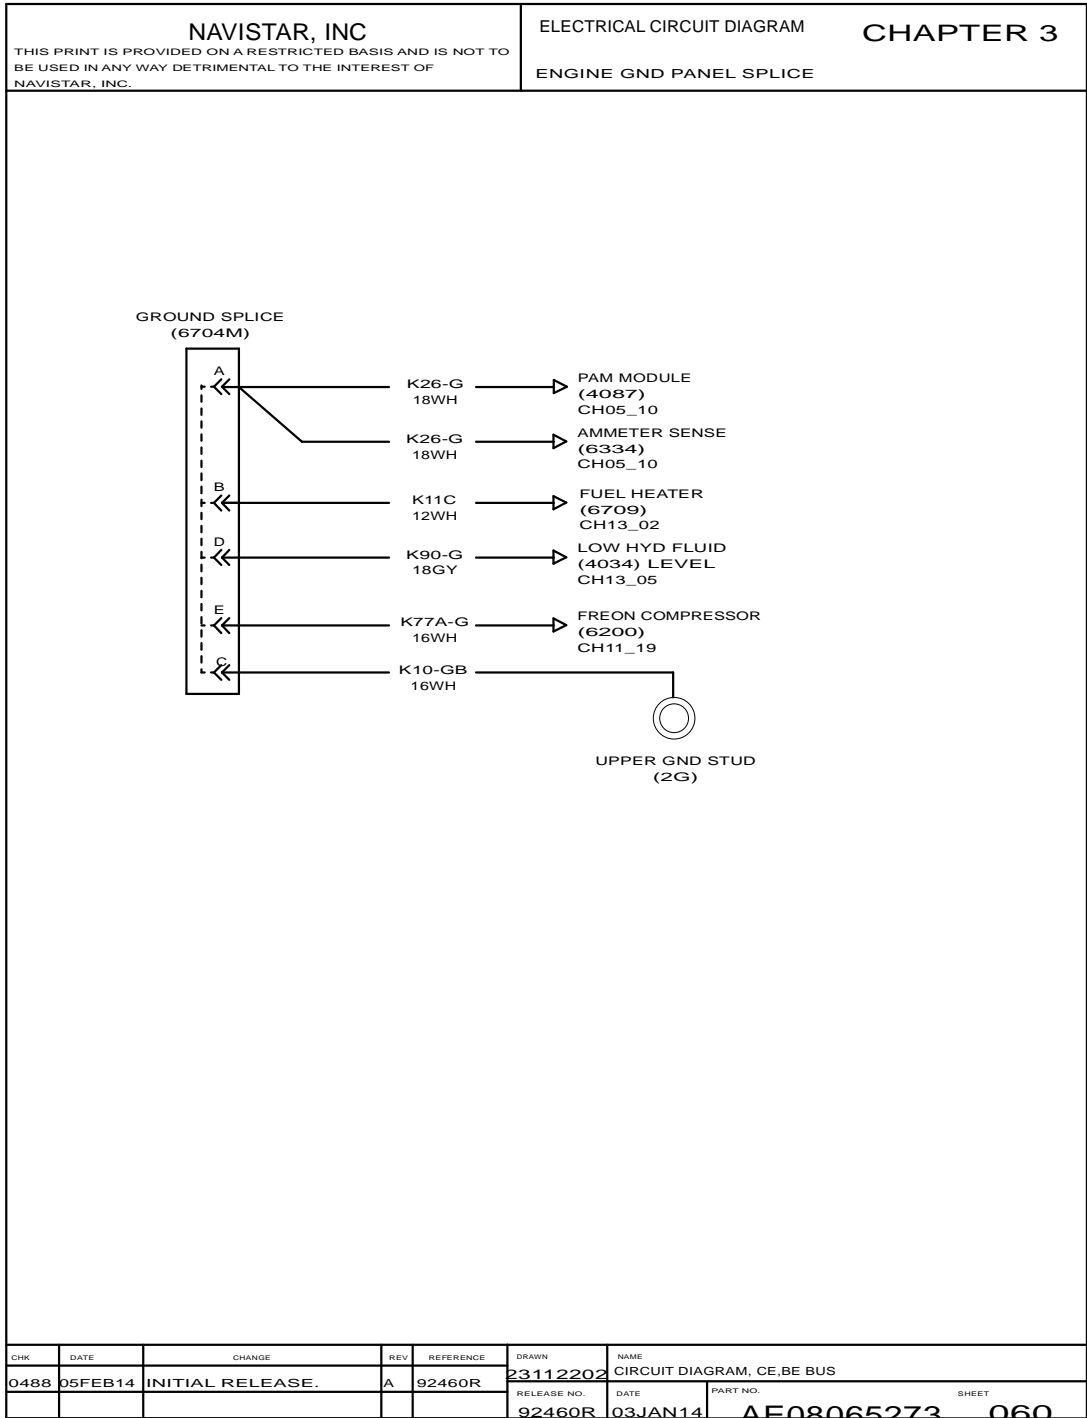 NAVISTAR, INC
THIS PRINT IS PROVIDED ON A RESTRICTED BASIS AND IS NOT TO
BE USED IN ANY WAY DETRIMENTAL TO THE INTEREST OF
NAVISTAR, INC.
ELECTRICAL CIRCUIT DIAGRAM
CHAPTER 3
ENGINE GND PANEL SPLICE
GROUND SPLICE
(6704M)
A
K26-G
18WH
PAM MODULE
(4087)
CH05_10
K26-G
18WH
AMMETER SENSE
(6334)
CH05_10
B
K11C
12WH
FUEL HEATER
(6709)
CH13_02
D
K90-G
18GY
LOW HYD FLUID
(4034) LEVEL
CH13_05
E
K77A-G
16WH
FREON COMPRESSOR
(6200)
CH11_19
C
K10-GB
16WH
UPPER GND STUD
(2G)
CHK DATE CHANGE REV REFERENCE
0488 05FEB14 INITIAL RELEASE. A 92460R
DRAWN
23112202
NAME
CIRCUIT DIAGRAM, CE,BE BUS
RELEASE NO.
92460R
DATE
03JAN14
PART NO.
AE08065273
SHEET
060